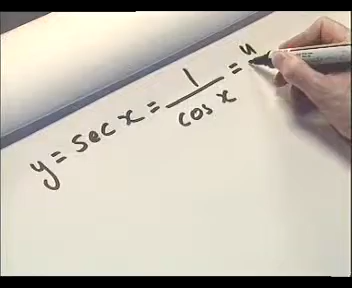 y = sec x = 1/cos x = u